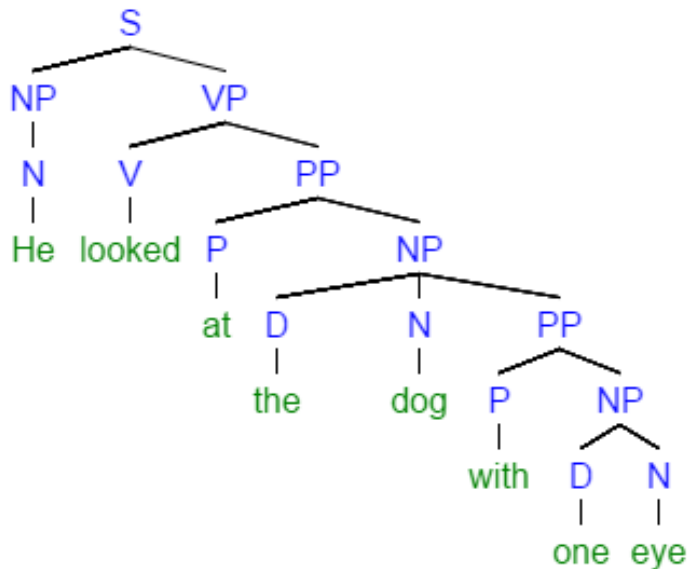 S
NP VP
N V PP
He looked P NP
at D N PP
the dog P NP
with D N
one eye